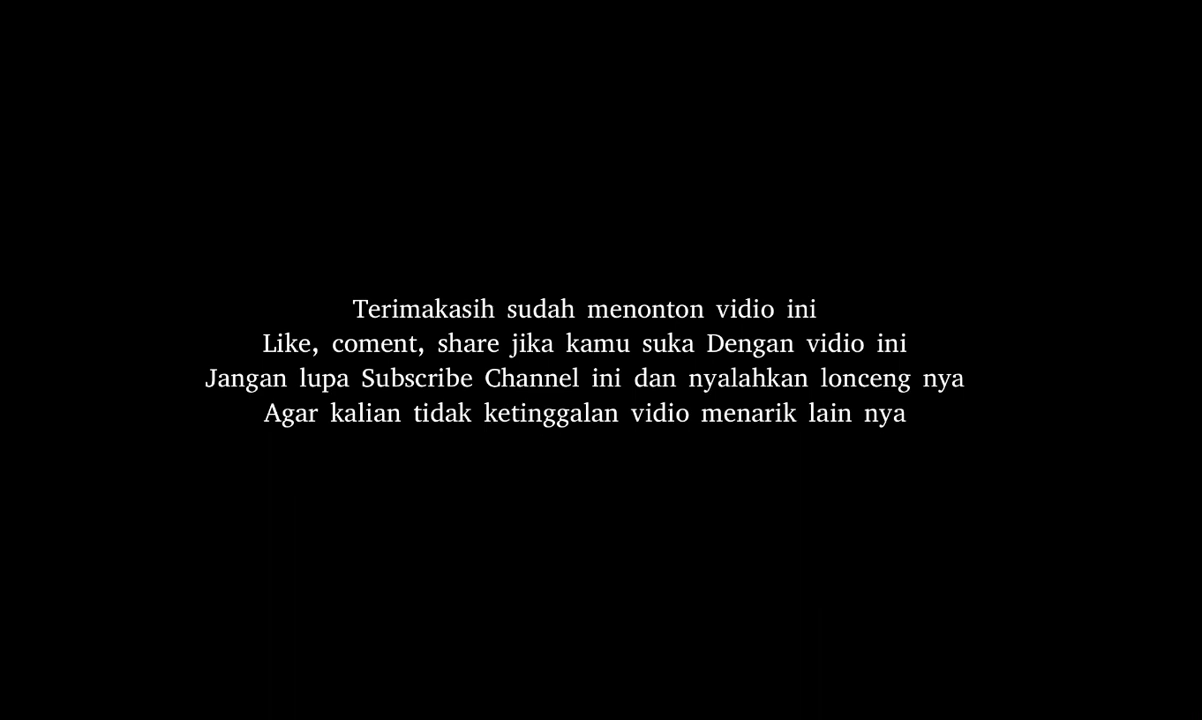 Terimakasih sudah menonton vidio ini
Like, coment, share jika kamu suka Dengan vidio ini
Jangan lupa Subscribe Channel ini dan nyalahkan lonceng nya
Agar kalian tidak ketinggalan vidio menarik lain nya